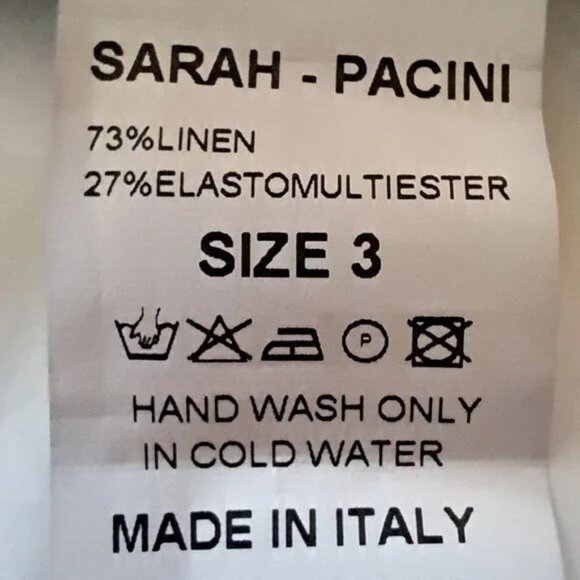 SARAH - PACINI
73%LINEN
27%ELASTOMULTIESTER
SIZE 3
P
HAND WASH ONLY
IN COLD WATER
MADE IN ITALY